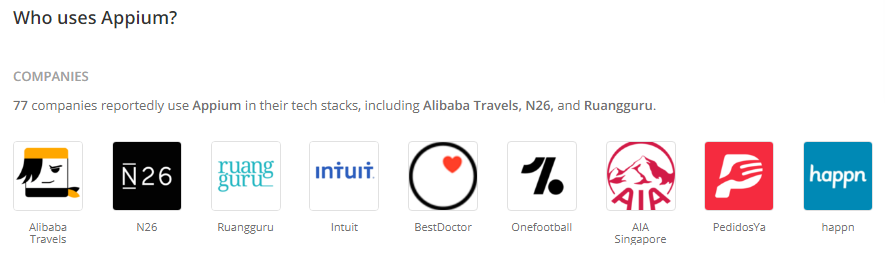 Who uses Appium?
COMPANIES
77 companies reportedly use Appium in their tech stacks, including Alibaba Travels, N26, and Ruangguru.
N26
ruang
guru
intuit
AIA
happn
Alibaba
Travels
N26
Ruangguru
Intuit
BestDoctor
Onefootball
AIA
Singapore
PedidosYa
happn